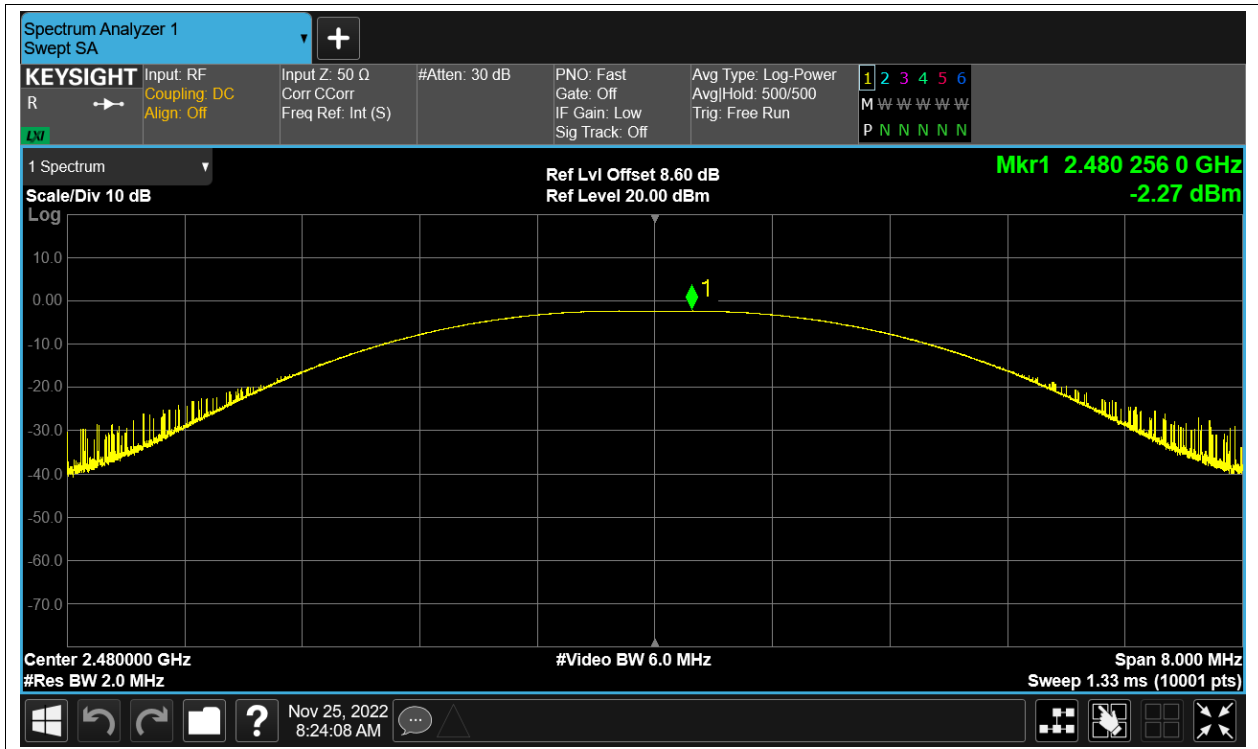 Spectrum Analyzer 1
Swept SA
+
KEYSIGHT
R
LXI
Input: RF
Coupling: DC
Align: Off
Input Z: 50 Ω
Corr CCorr
Freq Ref: Int (S)
#Atten: 30 dB
PNO: Fast
Gate: Off
IF Gain: Low
Sig Track: Off
Avg Type: Log-Power
Avg|Hold: 500/500
Trig: Free Run
1 2 3 4 5 6
M W W W W W
P N N N N N
1 Spectrum
Scale/Div 10 dB
Log
Ref Lvl Offset 8.60 dB
Ref Level 20.00 dBm
Mkr1 2.480 256 0 GHz
-2.27 dBm
10.0
0.00
1
-10.0
-20.0
-30.0
-40.0
-50.0
-60.0
-70.0
Center 2.480000 GHz
#Video BW 6.0 MHz
Span 8.000 MHz
#Res BW 2.0 MHz
Sweep 1.33 ms (10001 pts)
?
Nov 25, 2022
8:24:08 AM